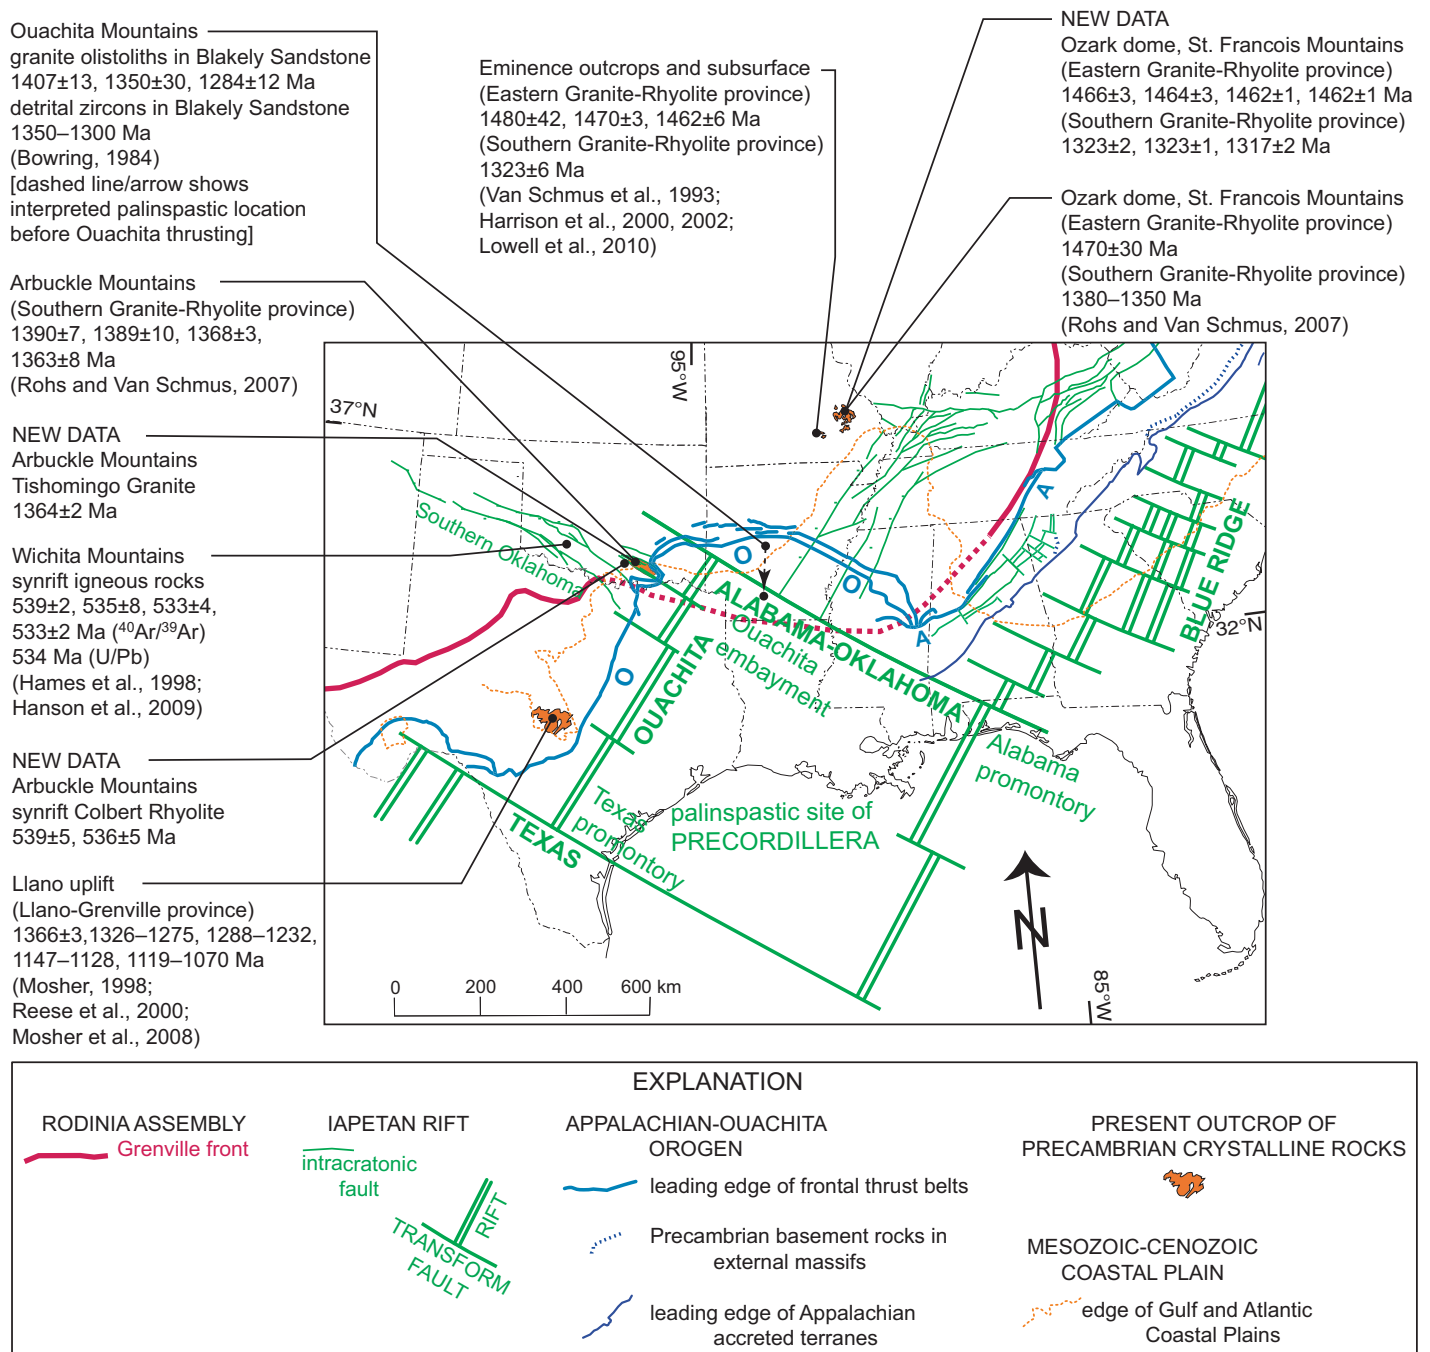 Ouachita Mountains
granite olistoliths in Blakely Sandstone
1407±13, 1350±30, 1284±12 Ma
detrital zircons in Blakely Sandstone
1350–1300 Ma
(Bowring, 1984)
[dashed line/arrow shows
interpreted palinspastic location
before Ouachita thrusting]
Eminence outcrops and subsurface
(Eastern Granite-Rhyolite province)
1480±42, 1470±3, 1462±6 Ma
(Southern Granite-Rhyolite province)
1323±6 Ma
(Van Schmus et al., 1993;
Harrison et al., 2000, 2002;
Lowell et al., 2010)
NEW DATA
Ozark dome, St. Francois Mountains
(Eastern Granite-Rhyolite province)
1466±3, 1464±3, 1462±1, 1462±1 Ma
(Southern Granite-Rhyolite province)
1323±2, 1323±1, 1317±2 Ma
Ozark dome, St. Francois Mountains
(Eastern Granite-Rhyolite province)
1470±30 Ma
(Southern Granite-Rhyolite province)
1380–1350 Ma
(Rohs and Van Schmus, 2007)
Arbuckle Mountains
(Southern Granite-Rhyolite province)
1390±7, 1389±10, 1368±3,
1363±8 Ma
(Rohs and Van Schmus, 2007)
NEW DATA
Arbuckle Mountains
Tishomingo Granite
1364±2 Ma
Wichita Mountains
synrift igneous rocks
539±2, 535±8, 533±4,
533±2 Ma (40Ar/39Ar)
534 Ma (U/Pb)
(Hames et al., 1998;
Hanson et al., 2009)
NEW DATA
Arbuckle Mountains
synrift Colbert Rhyolite
539±5, 536±5 Ma
Llano uplift
(Llano-Grenville province)
1366±3,1326–1275, 1288–1232,
1147–1128, 1119–1070 Ma
(Mosher, 1998;
Reese et al., 2000;
Mosher et al., 2008)
95°W
37°N
Southern Oklahoma
O
O
O
A
A
ALABAMA-OKLAHOMA
Ouachita
embayment
OUACHITA
BLUE RIDGE
32°N
Alabama
promontory
Texas
promontory
TEXAS
palinspastic site of
PRECORDILLERA
N
85°W
0 200 400 600 km
EXPLANATION
RODINIA ASSEMBLY
Grenville front
IAPETAN RIFT
intracratonic
fault
RIFT
TRANSFORM
FAULT
APPALACHIAN-OUACHITA
OROGEN
leading edge of frontal thrust belts
Precambrian basement rocks in
external massifs
leading edge of Appalachian
accreted terranes
PRESENT OUTCROP OF
PRECAMBRIAN CRYSTALLINE ROCKS
MESOZOIC-CENOZOIC
COASTAL PLAIN
edge of Gulf and Atlantic
Coastal Plains